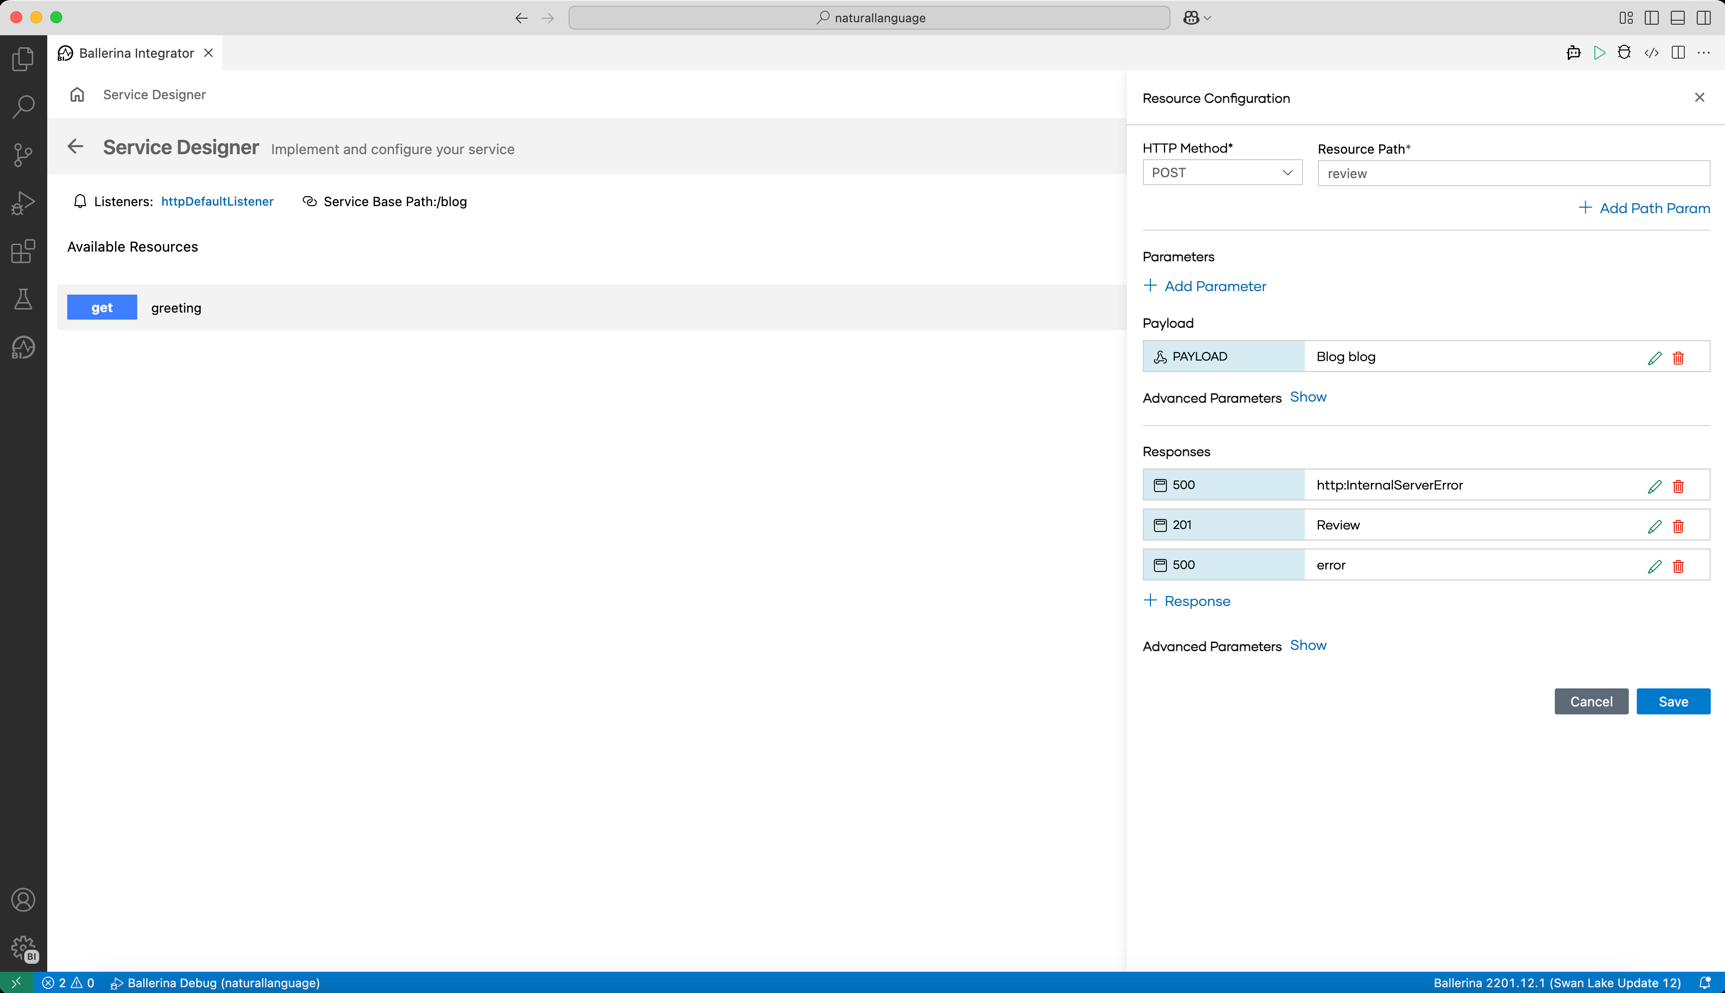 naturallanguage
Ballerina Integrator
Service Designer
Service Designer Implement and configure your service
Listeners: httpDefaultListener Service Base Path:/blog
Available Resources
get greeting
Resource Configuration
HTTP Method* Resource Path*
POST review
Add Path Param
Parameters
Add Parameter
Payload
PAYLOAD Blog blog
Advanced Parameters Show
Responses
500 http:InternalServerError
201 Review
500 error
Response
Advanced Parameters Show
Cancel Save
BI
BI
2 0 Ballerina Debug (naturallanguage) Ballerina 2201.12.1 (Swan Lake Update 12)